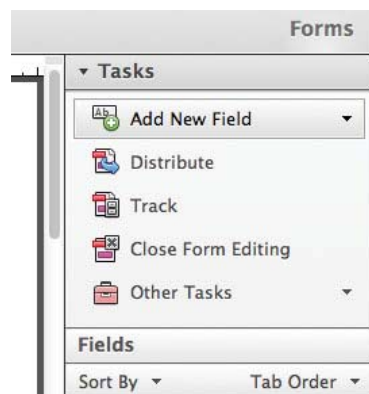 Forms
Tasks
Add New Field
Distribute
Track
Close Form Editing
Other Tasks
Fields
Sort By Tab Order